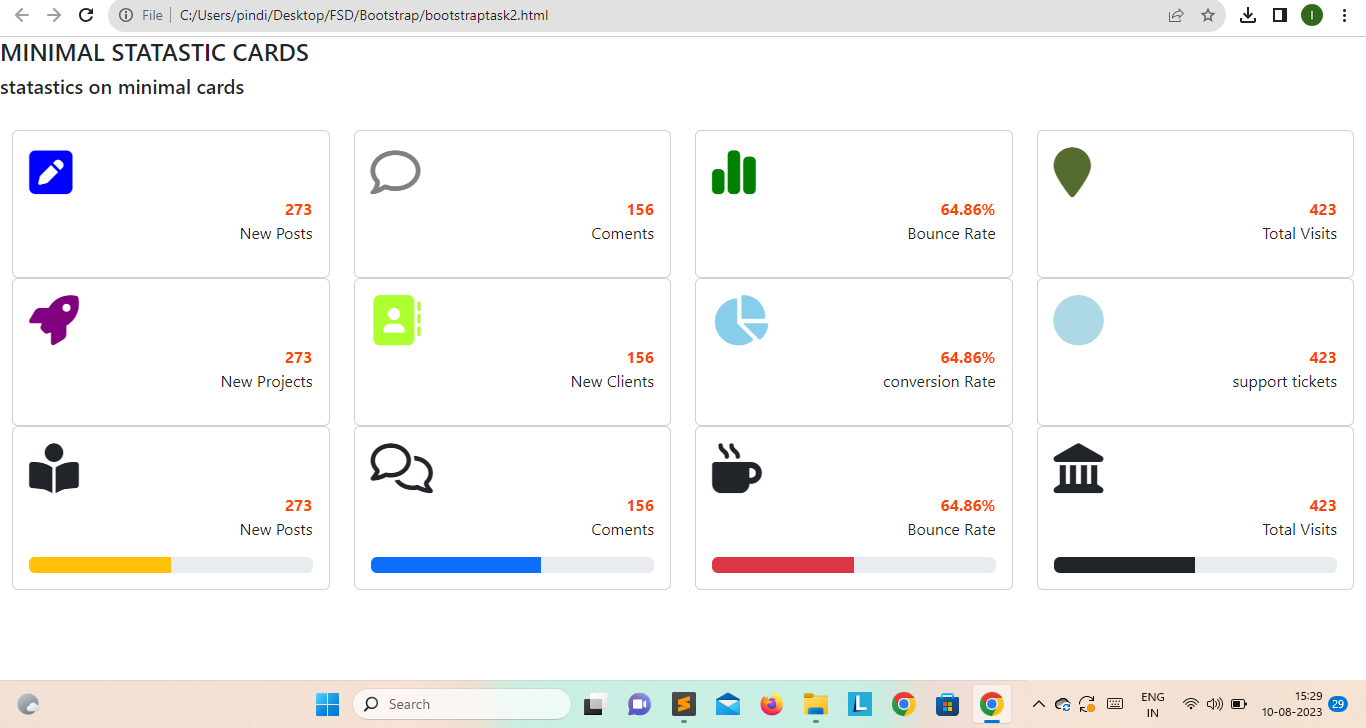 File
C:/Users/pindi/Desktop/FSD/Bootstrap/bootstraptask2.html
I
MINIMAL STATASTIC CARDS
statastics on minimal cards
273
New Posts
156
Coments
64.86%
Bounce Rate
423
Total Visits
273
New Projects
156
New Clients
64.86%
conversion Rate
423
support tickets
273
New Posts
156
Coments
64.86%
Bounce Rate
423
Total Visits
Search
L
ENG
IN
15:29
10-08-2023
29